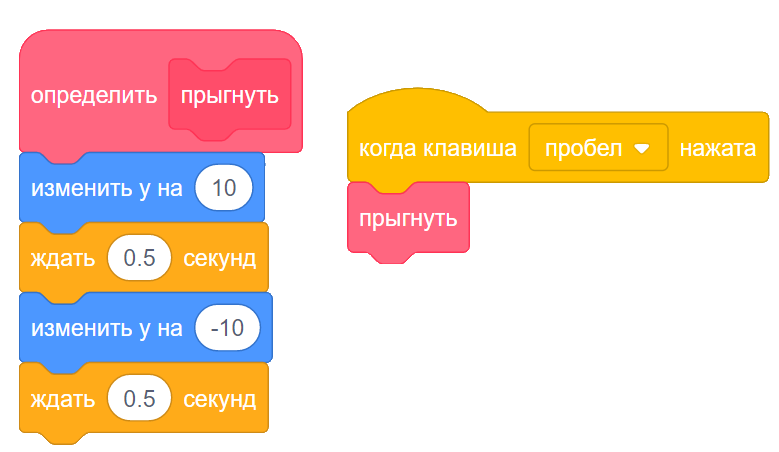 определить прыгнуть
изменить y на 10
ждать 0.5 секунд
изменить y на -10
ждать 0.5 секунд
когда клавиша пробел нажата
прыгнуть